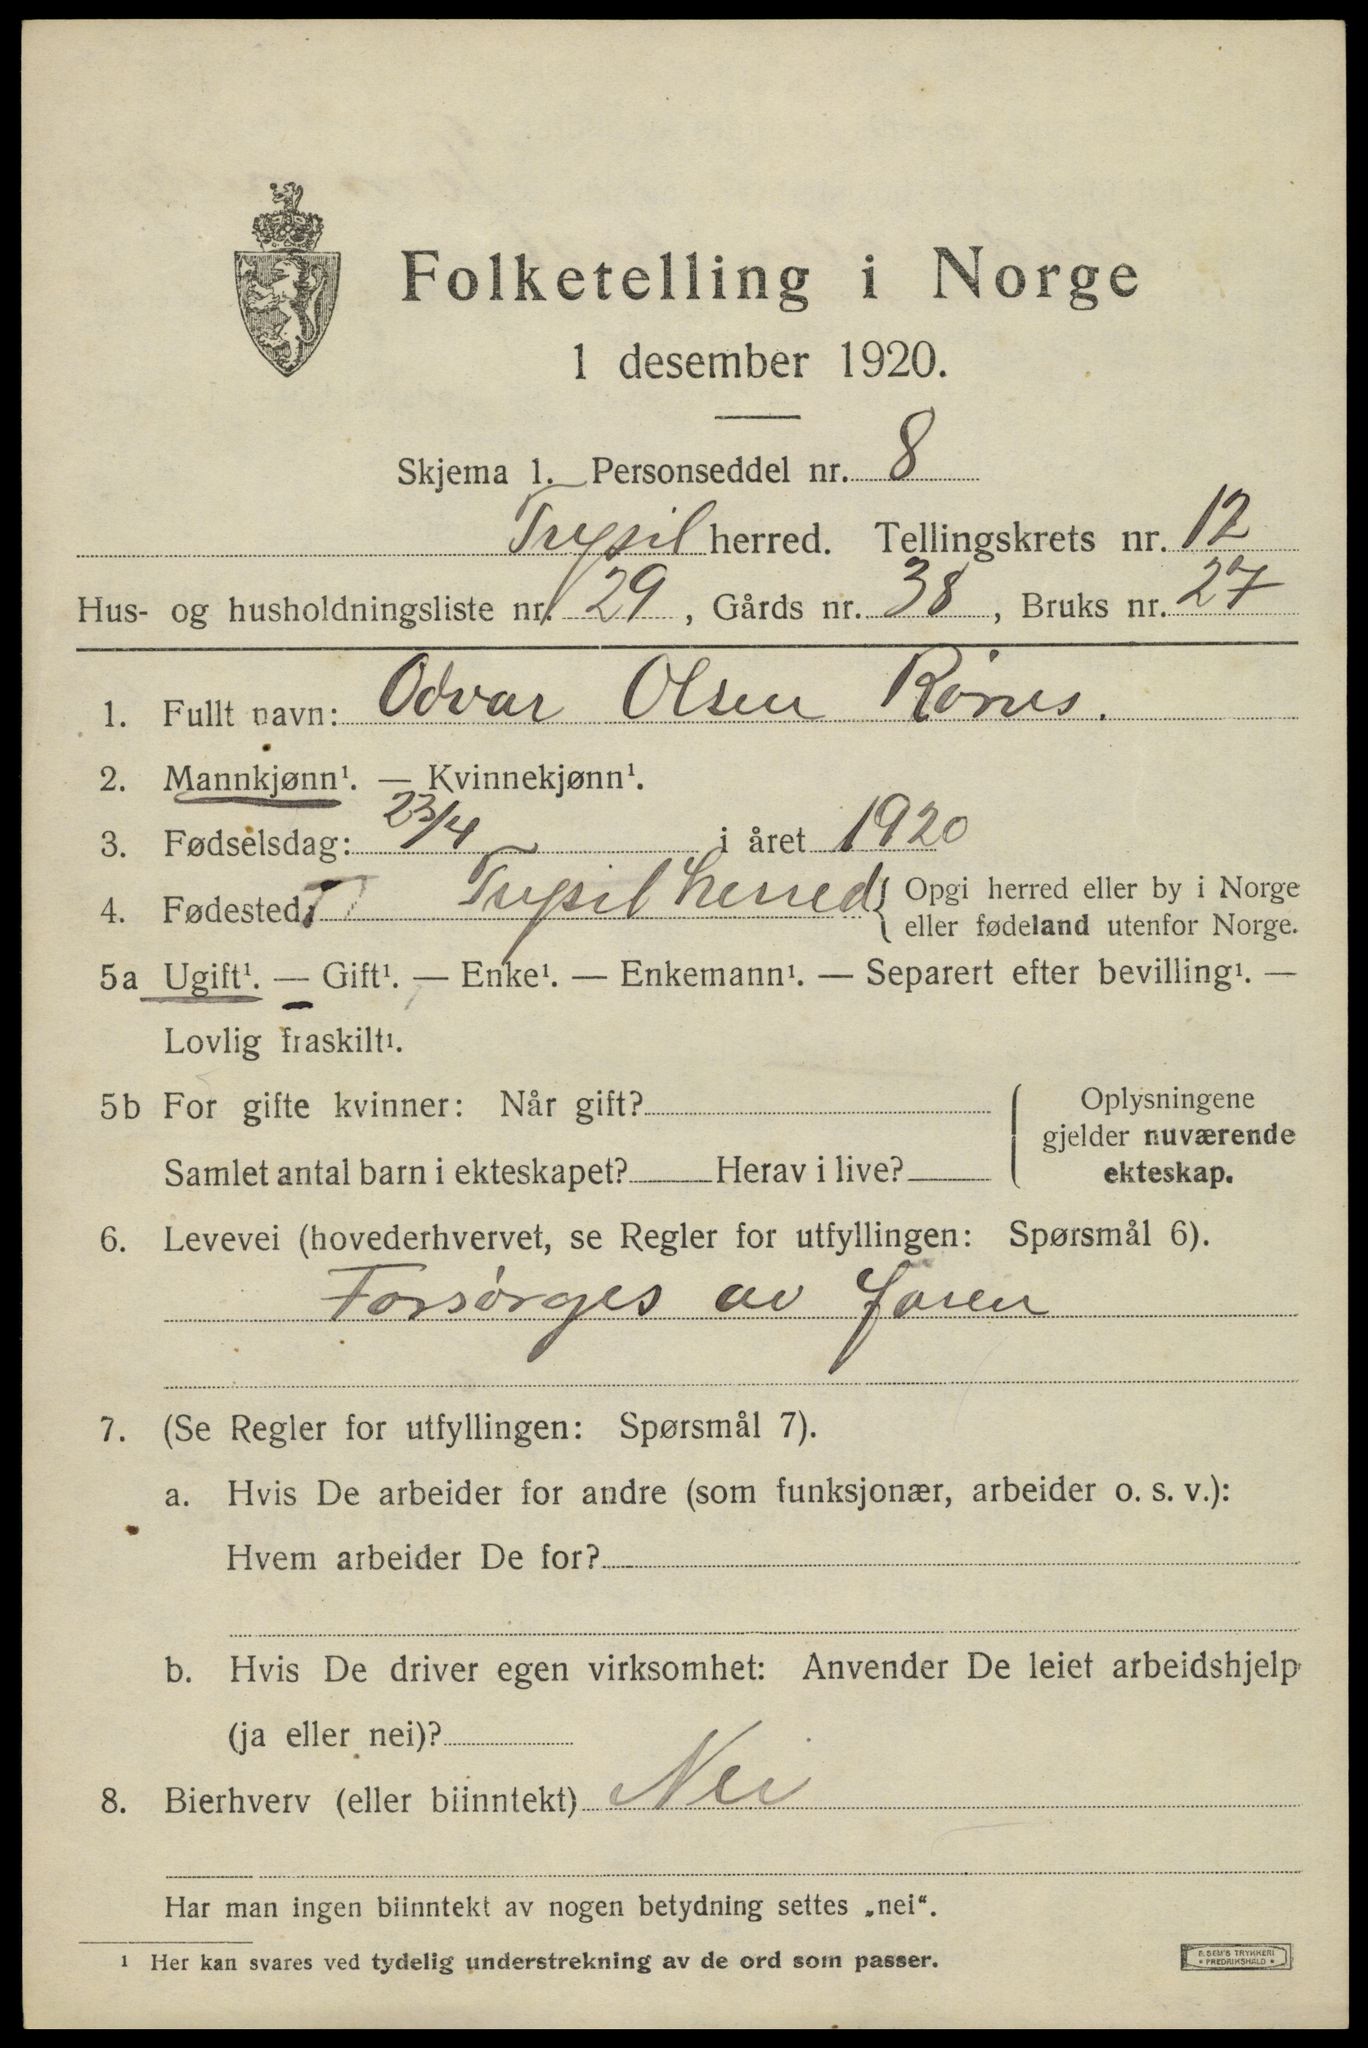 Folketelling i Norge
1 desember 1920.
Skjema 1. Personseddel nr. 8
Trysil herred. Tellingskrets nr. 12
Hus- og husholdningsliste nr. 29, Gårds nr. 38, Bruks nr. 27
1. Fullt navn: Odvar Olsen Rönes.
2. Mannkjønn¹. — Kvinnekjønn¹.
3. Fødselsdag: 23/4 i året 1920
4. Fødested: Trysil herred { Opgi herred eller by i Norge
eller fødeland utenfor Norge.
5a Ugift¹. — Gift¹. — Enke¹. — Enkemann¹. — Separert efter bevilling¹. —
Lovlig fraskilt¹.
5b For gifte kvinner: Når gift?
Samlet antal barn i ekteskapet? Herav i live?
Oplysningene
gjelder nuværende
ekteskap.
6. Levevei (hovederhvervet, se Regler for utfyllingen: Spørsmål 6).
Forsörges av faren
7. (Se Regler for utfyllingen: Spørsmål 7).
a. Hvis De arbeider for andre (som funksjonær, arbeider o. s. v.):
Hvem arbeider De for?
b. Hvis De driver egen virksomhet: Anvender De leiet arbeidshjelp
(ja eller nei)?
8. Bierhverv (eller biinntekt) Nei
Har man ingen biinntekt av nogen betydning settes „nei“.
¹ Her kan svares ved tydelig understrekning av de ord som passer.
SEM'S TRYKKERI
* FREDRIKSHALD *